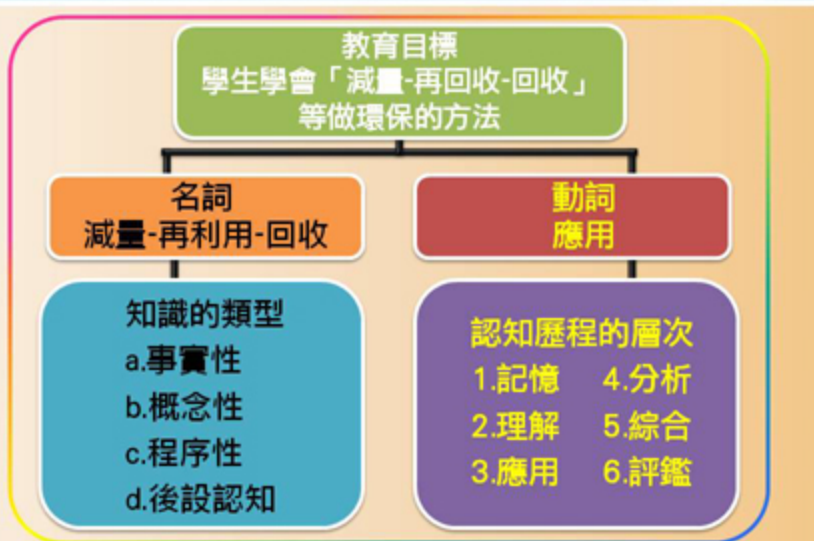 教育目標
學生學會「減量-再回收-回收」
等做環保的方法
名詞
減量-再利用-回收
動詞
應用
知識的類型
a.事實性
b.概念性
c.程序性
d.後設認知
認知歷程的層次
1.記憶 4.分析
2.理解 5.綜合
3.應用 6.評鑑